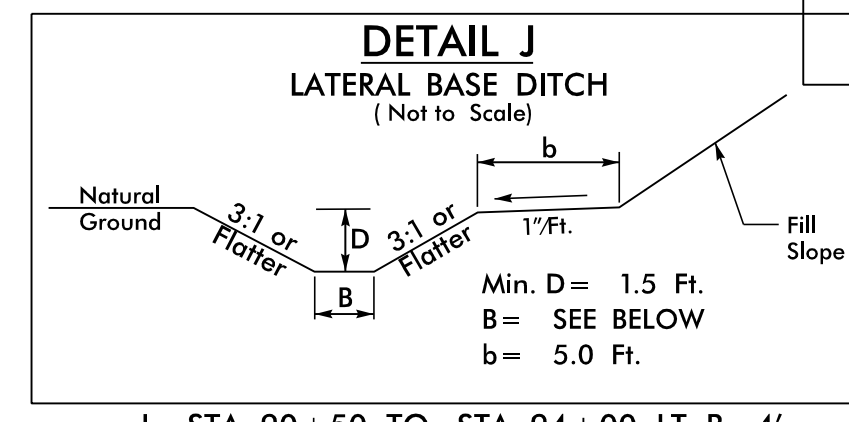 DETAIL J
LATERAL BASE DITCH
( Not to Scale)
b
Natural
Ground
3:1 or
Flatter
D
3:1 or
Flatter
1"/Ft.
Fill
Slope
B
Min. D= 1.5 Ft.
B= SEE BELOW
b= 5.0 Ft.